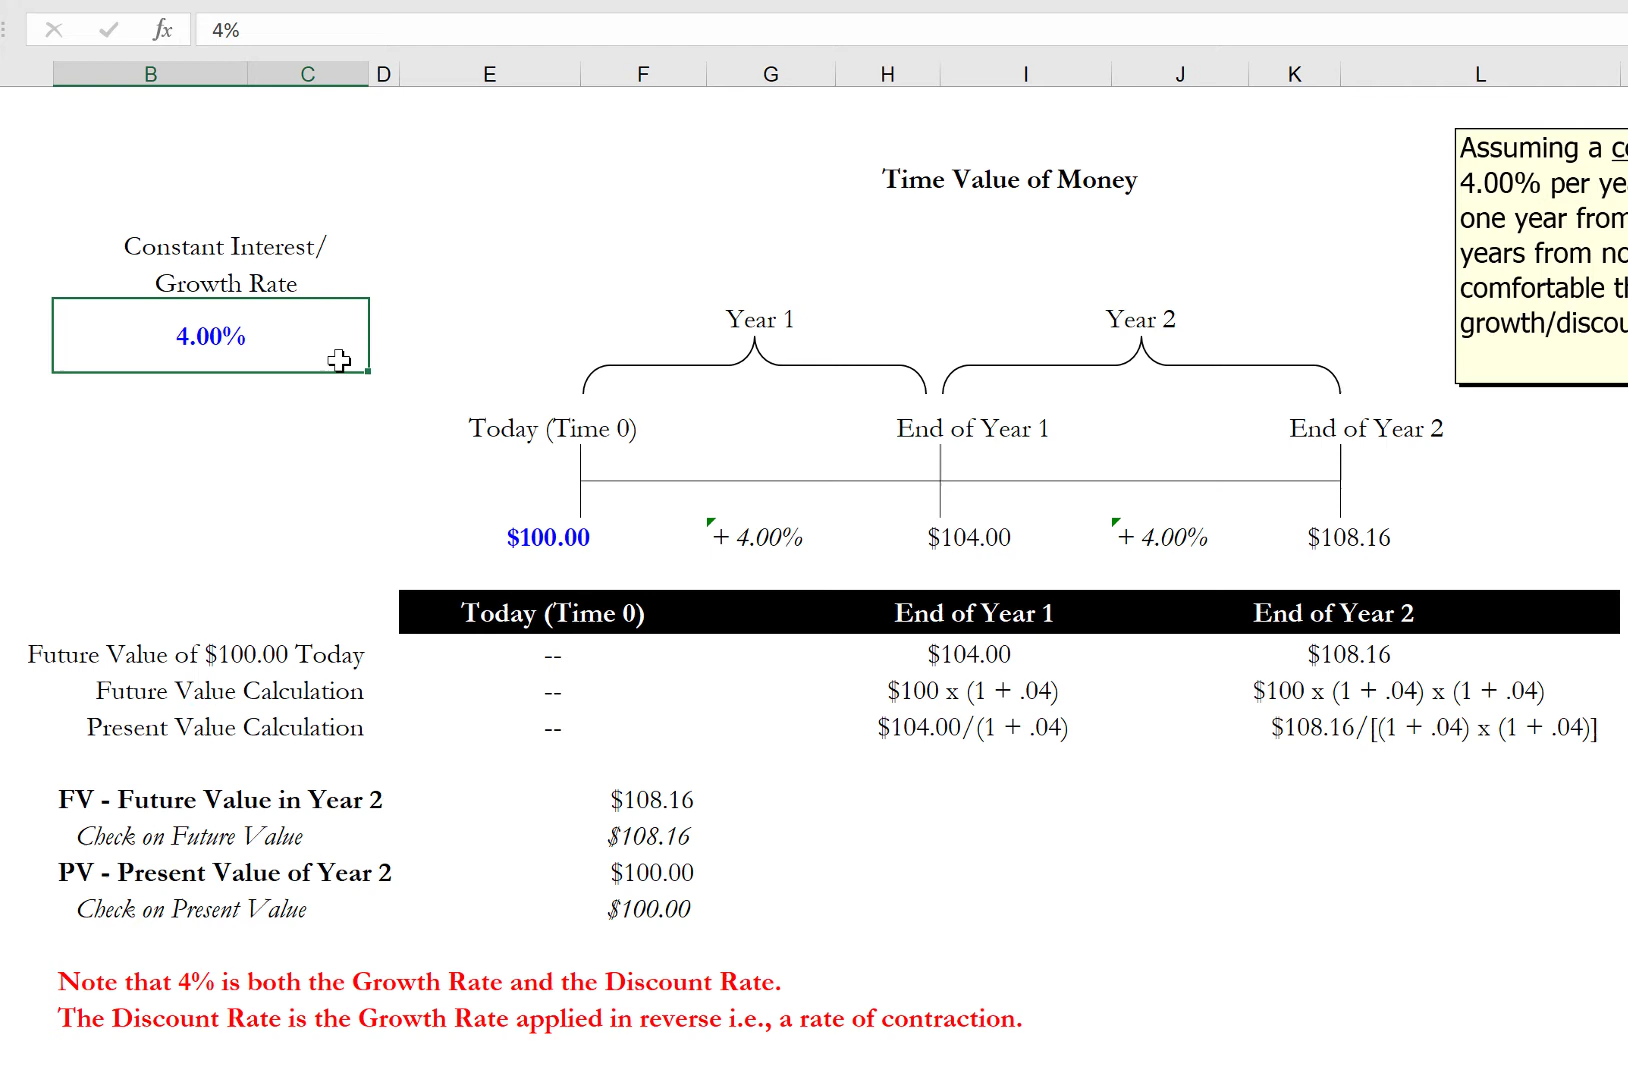 fx 4%
B C D E F G H I J K L
Time Value of Money
Assuming a
4.00% per
one year from
years from
comfortable
Constant Interest/
Growth Rate
4.00%
Year 1 Year 2
Today (Time 0) End of Year 1 End of Year 2
$100.00 + 4.00% $104.00 + 4.00% $108.16
Today (Time 0) End of Year 1 End of Year 2
Future Value of $100.00 Today -- $104.00 $108.16
Future Value Calculation -- $100 x (1 + .04) $100 x (1 + .04) x (1 + .04)
Present Value Calculation -- $104.00/(1 + .04) $108.16/[(1 + .04) x (1 + .04)]
FV - Future Value in Year 2 $108.16
Check on Future Value $108.16
PV - Present Value of Year 2 $100.00
Check on Present Value $100.00
Note that 4% is both the Growth Rate and the Discount Rate.
The Discount Rate is the Growth Rate applied in reverse i.e., a rate of contraction.